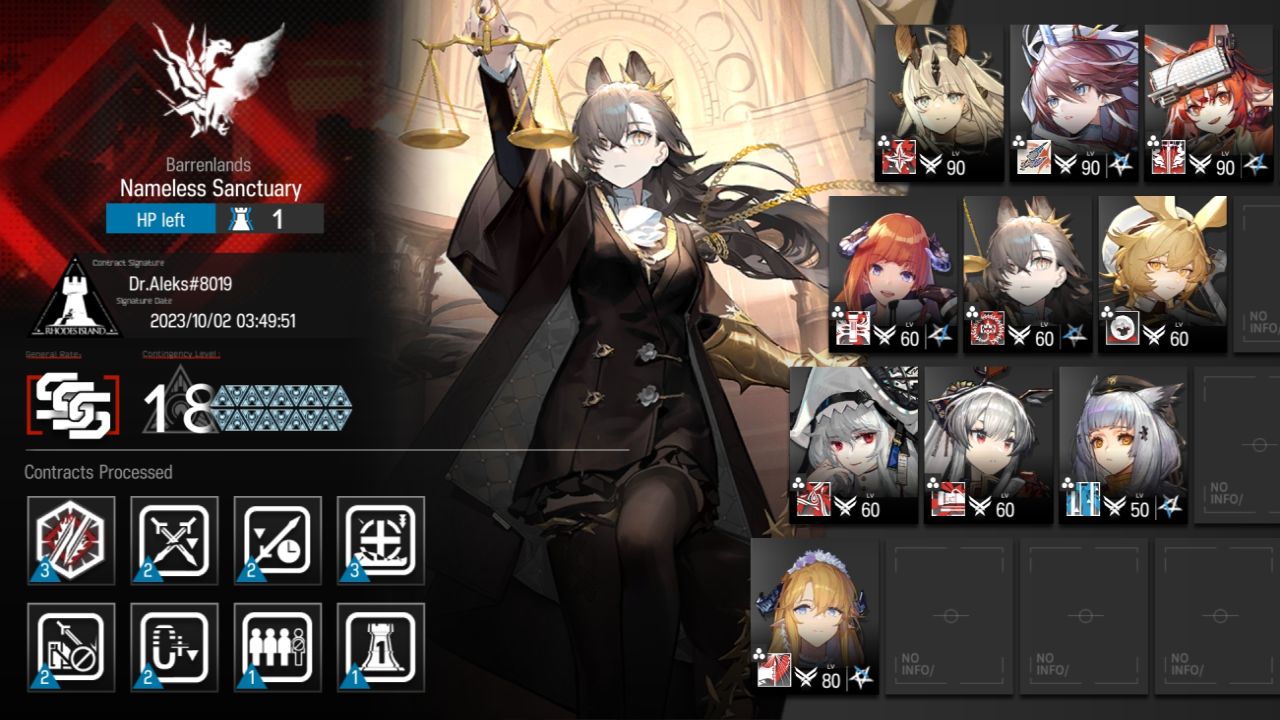 Barrenlands
Nameless Sanctuary
HP left 1
Contract Signature
Dr.Aleks#8019
Signature Date
2023/10/02 03:49:51
RHODES ISLAND
General Rate:
Contingency Level:
18
Contracts Processed
3 2 2 3
2 2 1 1
1
LV
90
LV
90
LV
90
LV
60
LV
60
LV
60
NO
INFO
LV
60
LV
60
LV
50
NO
INFO/
LV
80
NO
INFO/
NO
INFO/
NO
INFO/